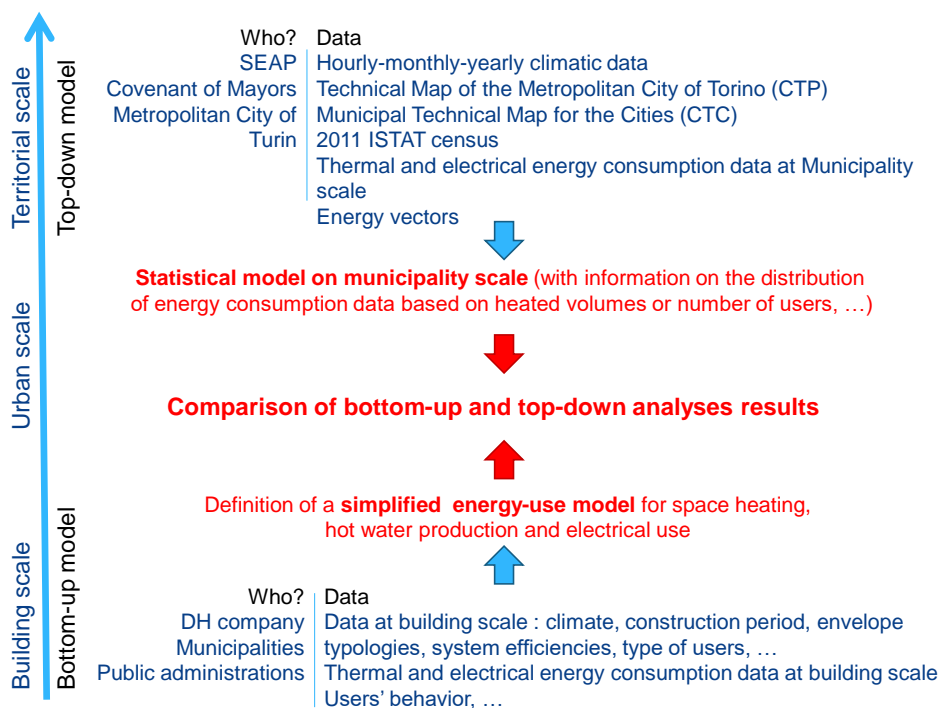 Territorial scale
Top-down model
Who?
SEAP
Covenant of Mayors
Metropolitan City of
Turin
Data
Hourly-monthly-yearly climatic data
Technical Map of the Metropolitan City of Torino (CTP)
Municipal Technical Map for the Cities (CTC)
2011 ISTAT census
Thermal and electrical energy consumption data at Municipality
scale
Energy vectors
Statistical model on municipality scale (with information on the distribution
of energy consumption data based on heated volumes or number of users, …)
Urban scale
Comparison of bottom-up and top-down analyses results
Definition of a simplified energy-use model for space heating,
hot water production and electrical use
Building scale
Bottom-up model
Who?
DH company
Municipalities
Public administrations
Data
Data at building scale : climate, construction period, envelope
typologies, system efficiencies, type of users, …
Thermal and electrical energy consumption data at building scale
Users’ behavior, …